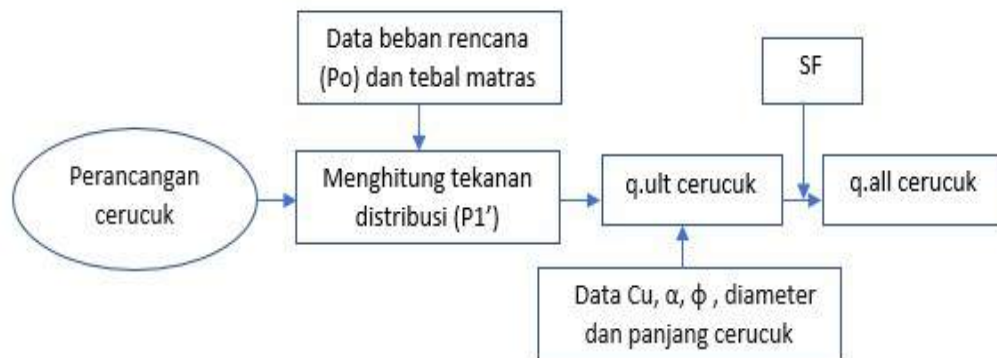 Data beban rencana
(Po) dan tebal matras
SF
Perancangan
cerucuk
Menghitung tekanan
distribusi (P1’)
q.ult cerucuk
q.all cerucuk
Data Cu, α, ϕ , diameter
dan panjang cerucuk